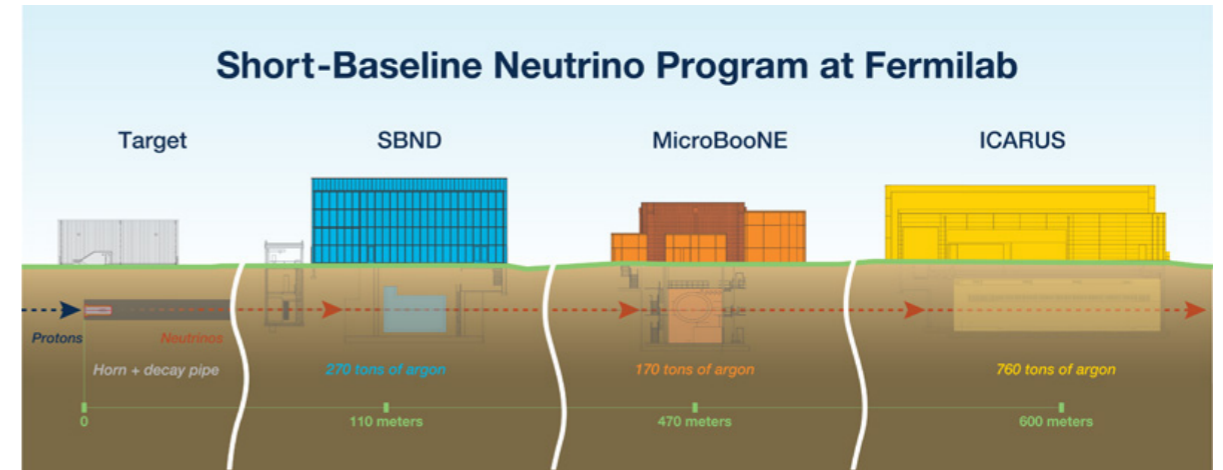 Short-Baseline Neutrino Program at Fermilab
Target
SBND
MicroBooNE
ICARUS
Protons
Neutrinos
Horn + decay pipe
270 tons of argon
170 tons of argon
760 tons of argon
0
110 meters
470 meters
600 meters